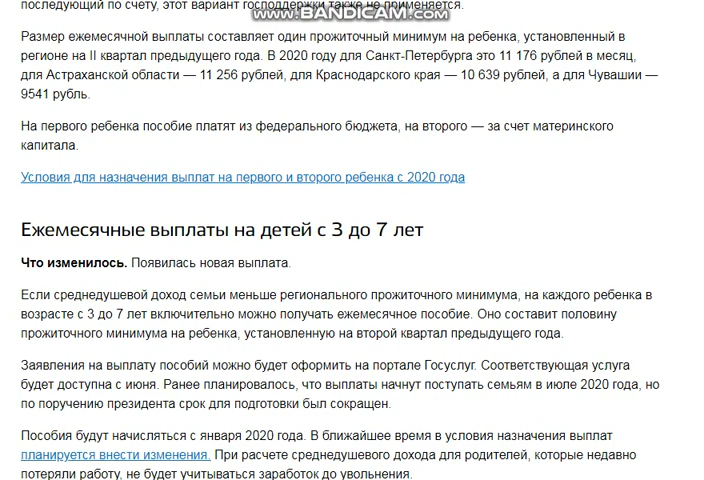 последующий по счету, этот вариант господдержки также не применяется.
www.BANDICAM.com
Размер ежемесячной выплаты составляет один прожиточный минимум на ребенка, установленный в
регионе на II квартал предыдущего года. В 2020 году для Санкт-Петербурга это 11 176 рублей в месяц,
для Астраханской области — 11 256 рублей, для Краснодарского края — 10 639 рублей, а для Чувашии —
9541 рубль.
На первого ребенка пособие платят из федерального бюджета, на второго — за счет материнского
капитала.
Условия для назначения выплат на первого и второго ребенка с 2020 года
Ежемесячные выплаты на детей с 3 до 7 лет
Что изменилось. Появилась новая выплата.
Если среднедушевой доход семьи меньше регионального прожиточного минимума, на каждого ребенка в
возрасте с 3 до 7 лет включительно можно получать ежемесячное пособие. Оно составит половину
прожиточного минимума на ребенка, установленную на второй квартал предыдущего года.
Заявления на выплату пособий можно будет оформить на портале Госуслуг. Соответствующая услуга
будет доступна с июня. Ранее планировалось, что выплаты начнут поступать семьям в июле 2020 года, но
по поручению президента срок для подготовки был сокращен.
Пособия будут начисляться с января 2020 года. В ближайшее время в условия назначения выплат
планируется внести изменения. При расчете среднедушевого дохода для родителей, которые недавно
потеряли работу, не будет учитываться заработок до увольнения.